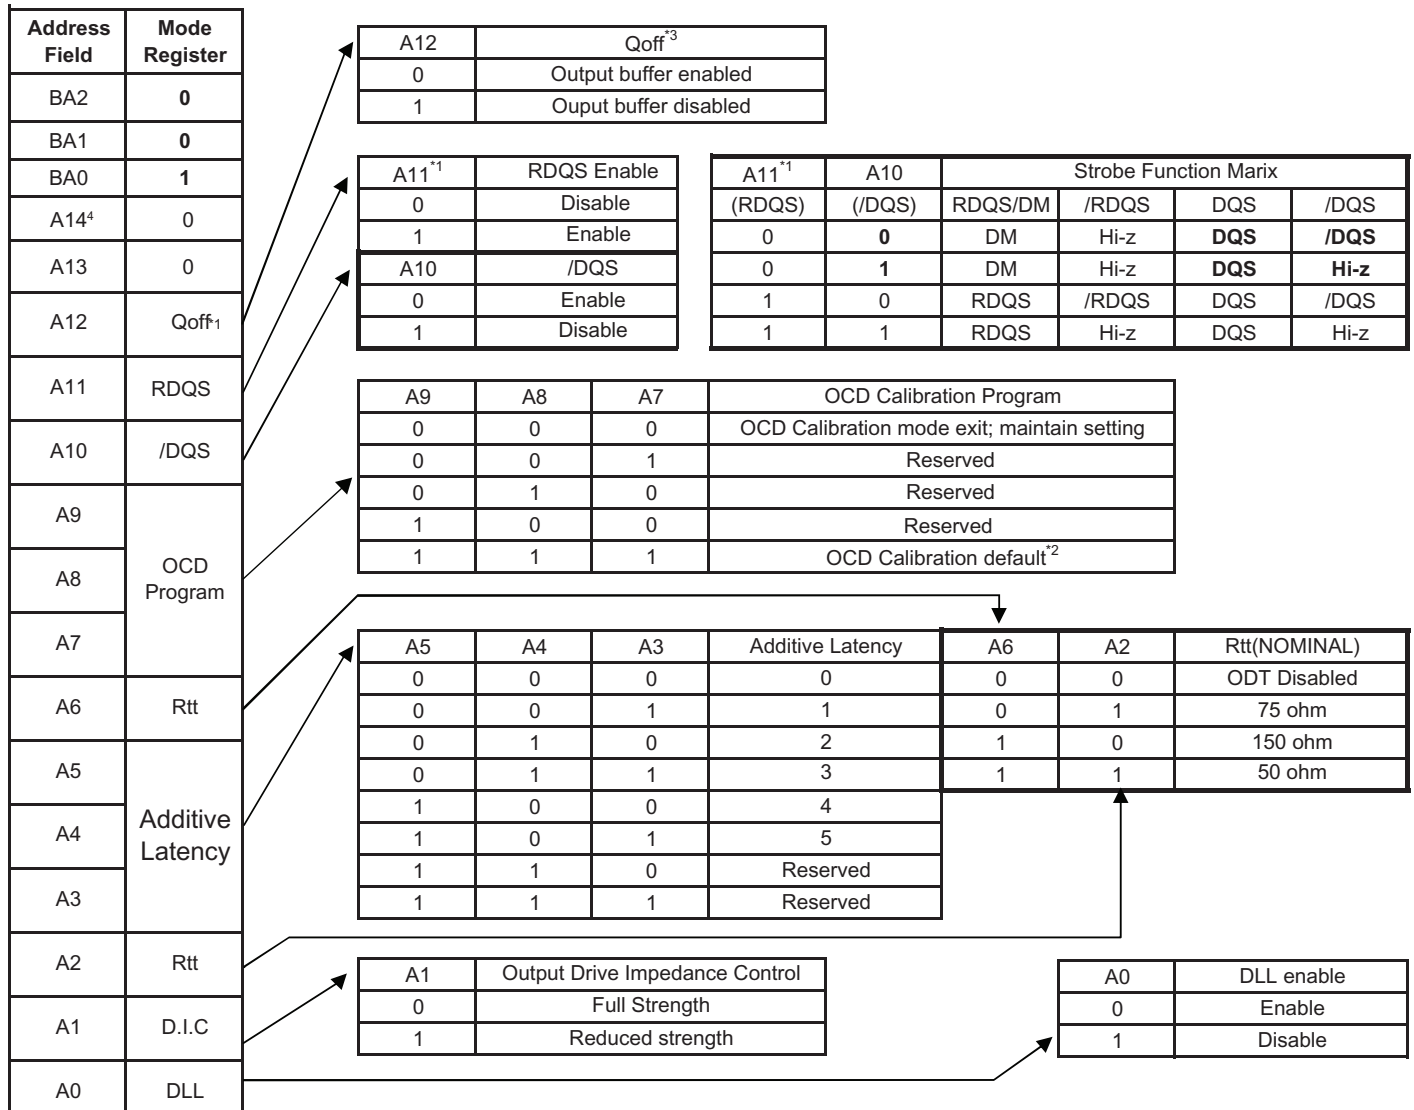 Address Field Mode Register
BA2 0
BA1 0
BA0 1
A14⁴ 0
A13 0
A12 Qoff*1
A11 RDQS
A10 /DQS
A9
A8 OCD Program
A7
A6 Rtt
A5
A4 Additive Latency
A3
A2 Rtt
A1 D.I.C
A0 DLL
A12 Qoff*3
0 Output buffer enabled
1 Ouput buffer disabled
A11*1 RDQS Enable
0 Disable
1 Enable
A10 /DQS
0 Enable
1 Disable
A11*1 A10 Strobe Function Marix
(RDQS) (/DQS) RDQS/DM /RDQS DQS /DQS
0 0 DM Hi-z DQS /DQS
0 1 DM Hi-z DQS Hi-z
1 0 RDQS /RDQS DQS /DQS
1 1 RDQS Hi-z DQS Hi-z
A9 A8 A7 OCD Calibration Program
0 0 0 OCD Calibration mode exit; maintain setting
0 0 1 Reserved
0 1 0 Reserved
1 0 0 Reserved
1 1 1 OCD Calibration default*2
A5 A4 A3 Additive Latency
0 0 0 0
0 0 1 1
0 1 0 2
0 1 1 3
1 0 0 4
1 0 1 5
1 1 0 Reserved
1 1 1 Reserved
A6 A2 Rtt(NOMINAL)
0 0 ODT Disabled
0 1 75 ohm
1 0 150 ohm
1 1 50 ohm
A1 Output Drive Impedance Control
0 Full Strength
1 Reduced strength
A0 DLL enable
0 Enable
1 Disable